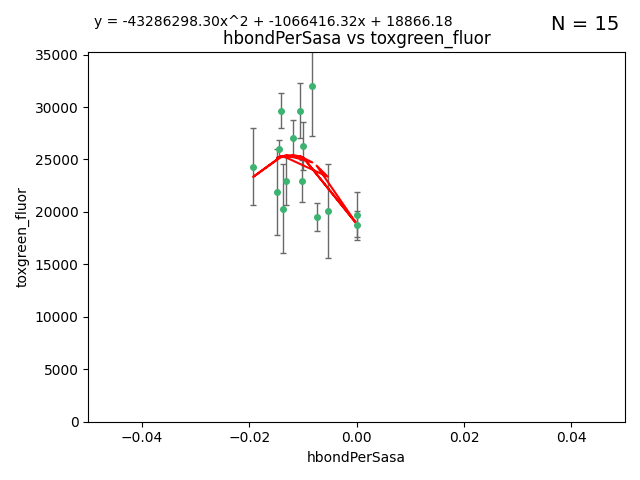 y = -43286298.30x^2 + -1066416.32x + 18866.18
N = 15
hbondPerSasa vs toxgreen_fluor
35000
30000
25000
20000
15000
10000
5000
0
toxgreen_fluor
−0.04
−0.02
0.00
0.02
0.04
hbondPerSasa